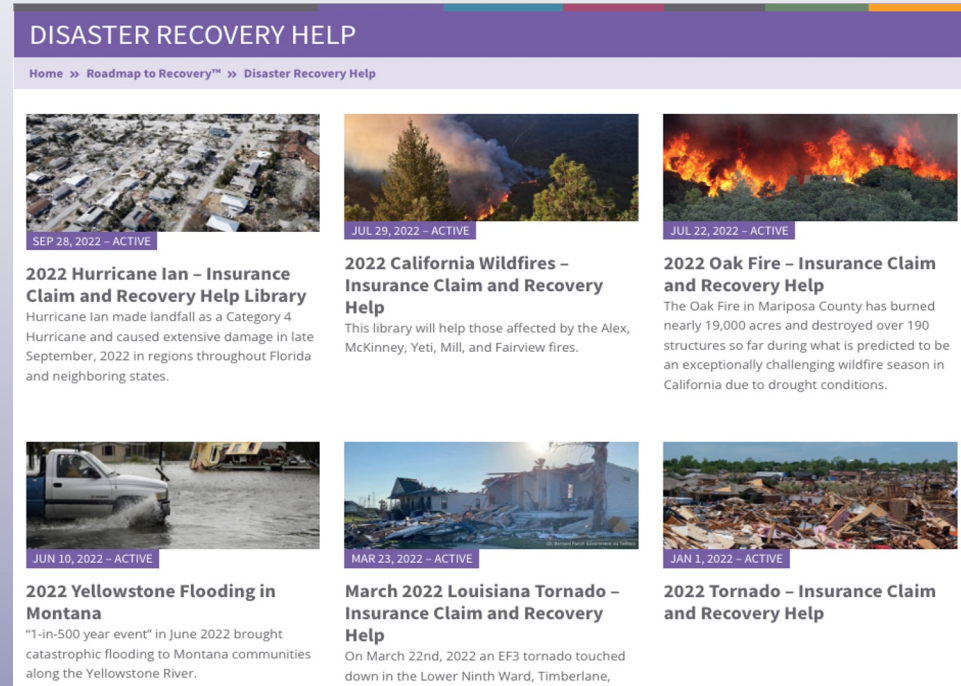 DISASTER RECOVERY HELP
Home » Roadmap to Recovery™ » Disaster Recovery Help
SEP 28, 2022 – ACTIVE
2022 Hurricane Ian – Insurance
Claim and Recovery Help Library
Hurricane Ian made landfall as a Category 4
Hurricane and caused extensive damage in late
September, 2022 in regions throughout Florida
and neighboring states.
JUL 29, 2022 – ACTIVE
2022 California Wildfires –
Insurance Claim and Recovery
Help
This library will help those affected by the Alex,
McKinney, Yeti, Mill, and Fairview fires.
JUL 22, 2022 – ACTIVE
2022 Oak Fire – Insurance Claim
and Recovery Help
The Oak Fire in Mariposa County has burned
nearly 19,000 acres and destroyed over 190
structures so far during what is predicted to be
an exceptionally challenging wildfire season in
California due to drought conditions.
JUN 10, 2022 – ACTIVE
2022 Yellowstone Flooding in
Montana
“1-in-500 year event” in June 2022 brought
catastrophic flooding to Montana communities
along the Yellowstone River.
St. Bernard Parish Government via Twitter
MAR 23, 2022 – ACTIVE
March 2022 Louisiana Tornado –
Insurance Claim and Recovery
Help
On March 22nd, 2022 an EF3 tornado touched
down in the Lower Ninth Ward, Timberlane,
JAN 1, 2022 – ACTIVE
2022 Tornado – Insurance Claim
and Recovery Help